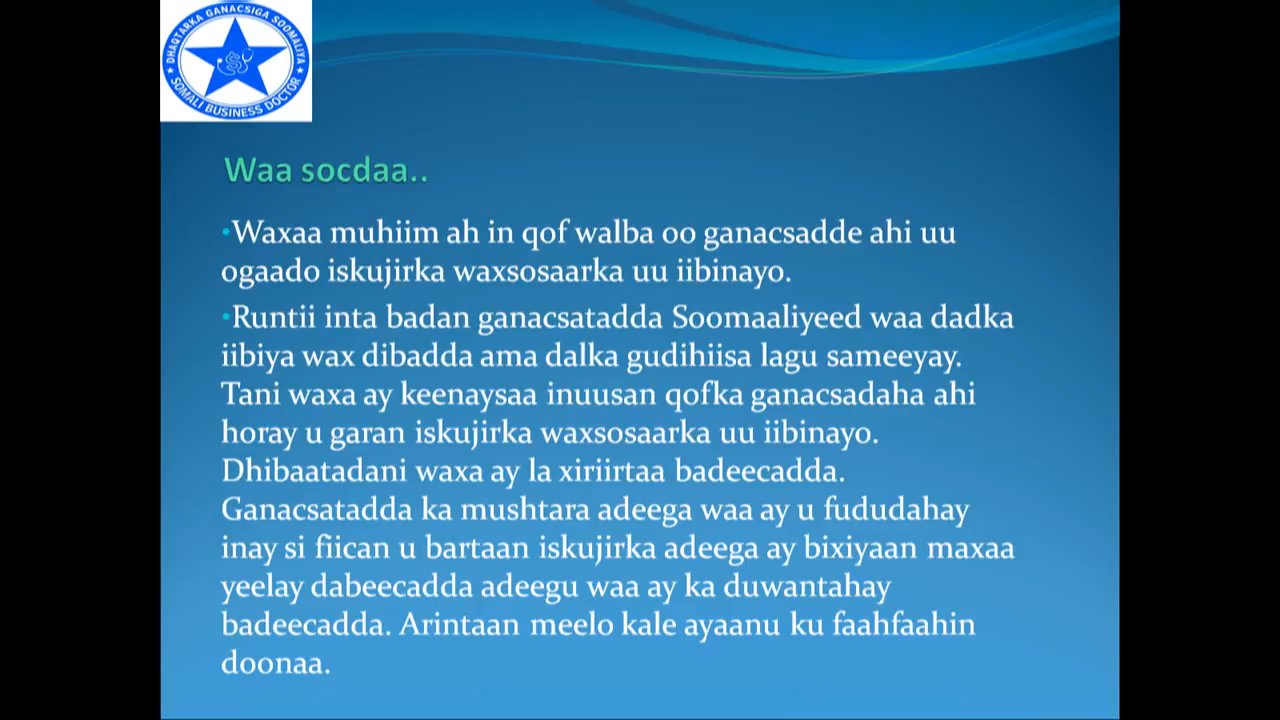 DHAQTARKA GANACSIGA SOOMALIYA
SOMALI BUSINESS DOCTOR
Waa socdaa..
•Waxaa muhiim ah in qof walba oo ganacsadde ahi uu
ogaado iskujirka waxsosaarka uu iibinayo.
•Runtii inta badan ganacsatadda Soomaaliyeed waa dadka
iibiya wax dibadda ama dalka gudihiisa lagu sameeyay.
Tani waxa ay keenaysaa inuusan qofka ganacsadaha ahi
horay u garan iskujirka waxsosaarka uu iibinayo.
Dhibaatadani waxa ay la xiriirtaa badeecadda.
Ganacsatadda ka mushtara adeega waa ay u fududahay
inay si fiican u bartaan iskujirka adeega ay bixiyaan maxaa
yeelay dabeecadda adeegu waa ay ka duwantahay
badeecadda. Arintaan meelo kale ayaanu ku faahfaahin
doonaa.